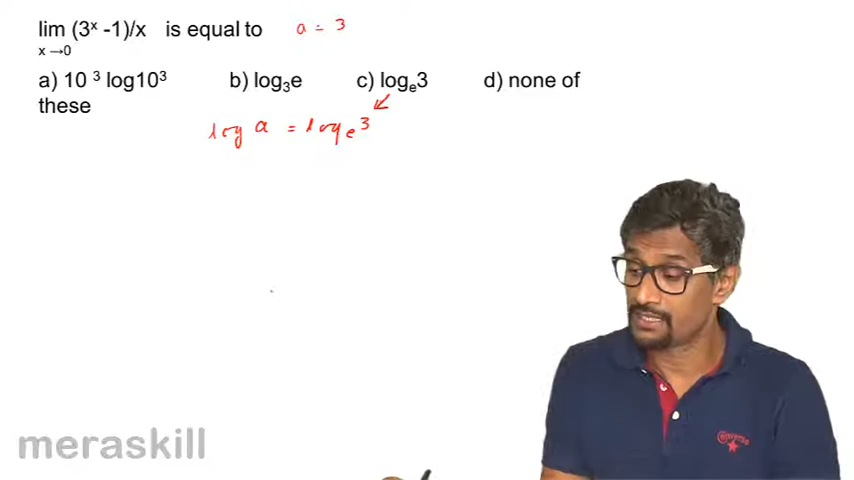 lim (3ˣ -1)/x is equal to a = 3
x →0
a) 10 ³ log10³ b) log₃e c) logₑ3 d) none of
these
log a = logₑ3
meraskill
Converse